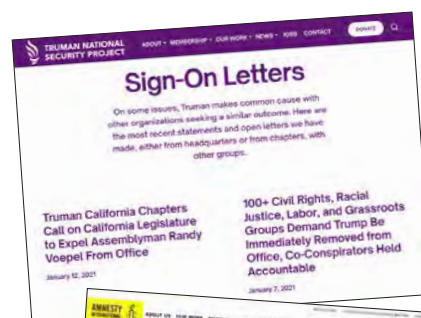 TRUMAN NATIONAL
SECURITY PROJECT
ABOUT MEMBERSHIP OUR WORK NEWS JOBS CONTACT
DONATE
Sign-On Letters
On some issues, Truman makes common cause with
other organizations seeking a similar outcome. Here are
the most recent statements and open letters we have
made, either from headquarters or from chapters, with
other groups.
Truman California Chapters
Call on California Legislature
to Expel Assemblyman Randy
Voepel From Office
January 12, 2021
100+ Civil Rights, Racial
Justice, Labor, and Grassroots
Groups Demand Trump Be
Immediately Removed from
Office, Co-Conspirators Held
Accountable
January 7, 2021
AMNESTY
INTERNATIONAL
ABOUT US OUR WORK